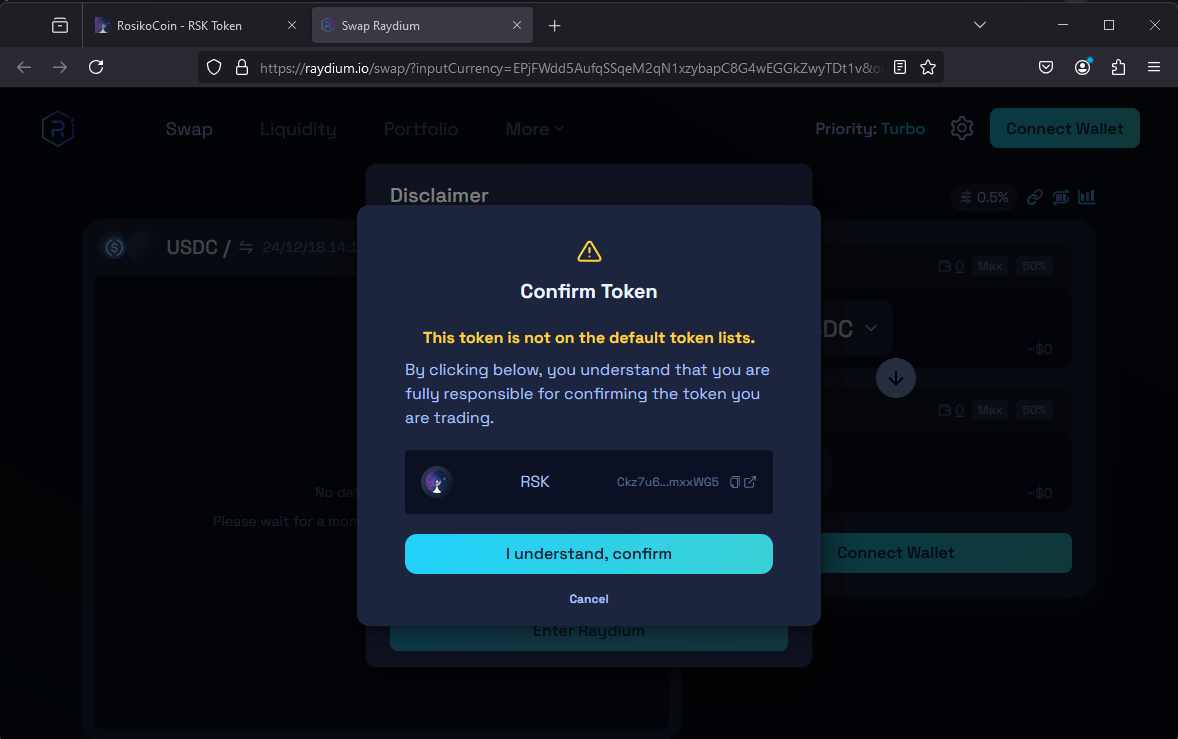 RosikoCoin - RSK Token
Swap Raydium
https://raydium.io/swap/?inputCurrency=EPjFWdd5AufqSSqeM2qN1xzybapC8G4wEGGkZwyTDt1v&o
Swap
Liquidity
Portfolio
More
Priority: Turbo
Connect Wallet
Disclaimer
0.5%
USDC /
24/12/18 14:
0
Max
50%
DC
~$0
Confirm Token
This token is not on the default token lists.
By clicking below, you understand that you are
fully responsible for confirming the token you
are trading.
RSK
Ckz7u6...mxxWG5
I understand, confirm
Cancel
0
Max
50%
~$0
No da
Please wait for a mom
Connect Wallet
Enter Raydium